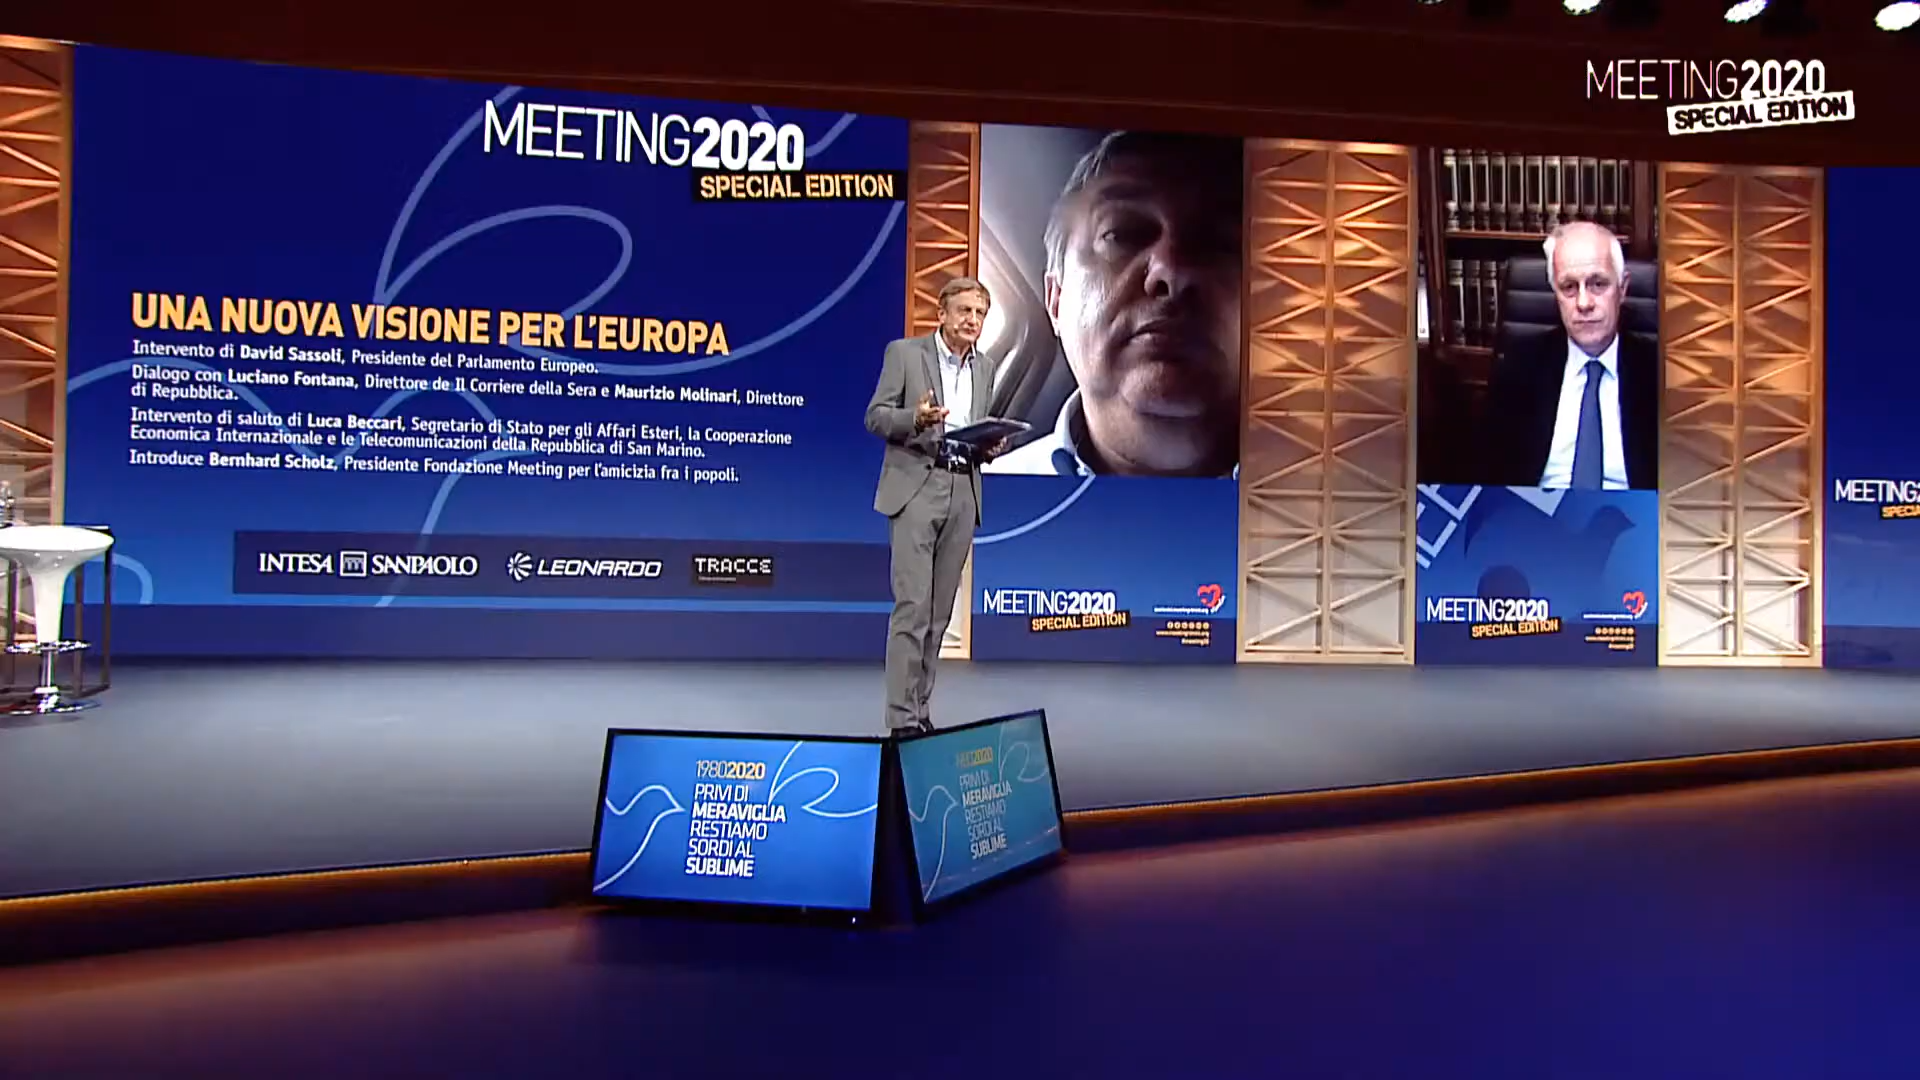 MEETING2020
SPECIAL EDITION
MEETING2020
SPECIAL EDITION
UNA NUOVA VISIONE PER L'EUROPA
Intervento di David Sassoli, Presidente del Parlamento Europeo.
Dialogo con Luciano Fontana, Direttore de Il Corriere della Sera e Maurizio Molinari, Direttore
di Repubblica.
Intervento di saluto di Luca Beccari, Segretario di Stato per gli Affari Esteri, la Cooperazione
Economica Internazionale e le Telecomunicazioni della Repubblica di San Marino.
Introduce Bernhard Scholz, Presidente Fondazione Meeting per l'amicizia fra i popoli.
INTESA SANPAOLO
LEONARDO
TRACCE
MEETING2020
SPECIAL EDITION
MEETING2020
SPECIAL EDITION
MEETING
19802020
PRIVI DI
MERAVIGLIA
RESTIAMO
SORDI AL
SUBLIME
2020
PRIVI DI
MERAVIGLIA
RESTIAMO
SORDI AL
SUBLIME